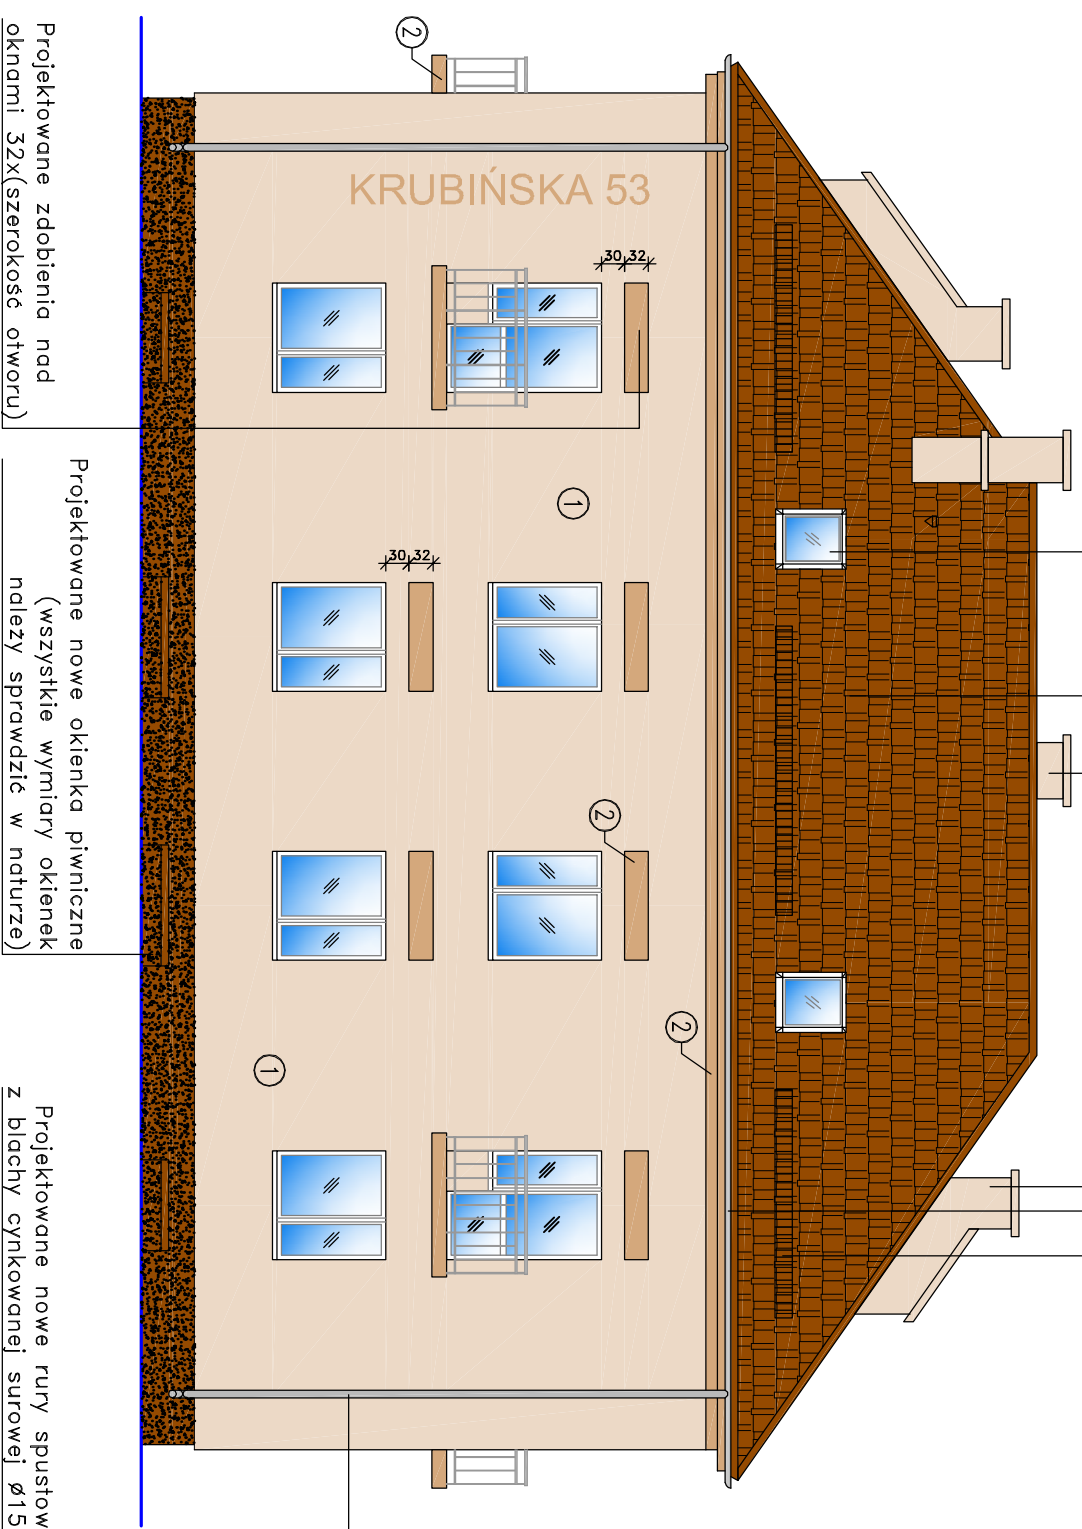 KRUBIŃSKA 53
30 32
30 32
2
1
2
2
1
Projektowane zdobienia nad
oknami 32x(szerokość otworu)
Projektowane nowe okienka piwniczne
(wszystkie wymiary okienek
należy sprawdzić w naturze)
Projektowane nowe rury spustow
z blachy cynkowanej surowej ø15